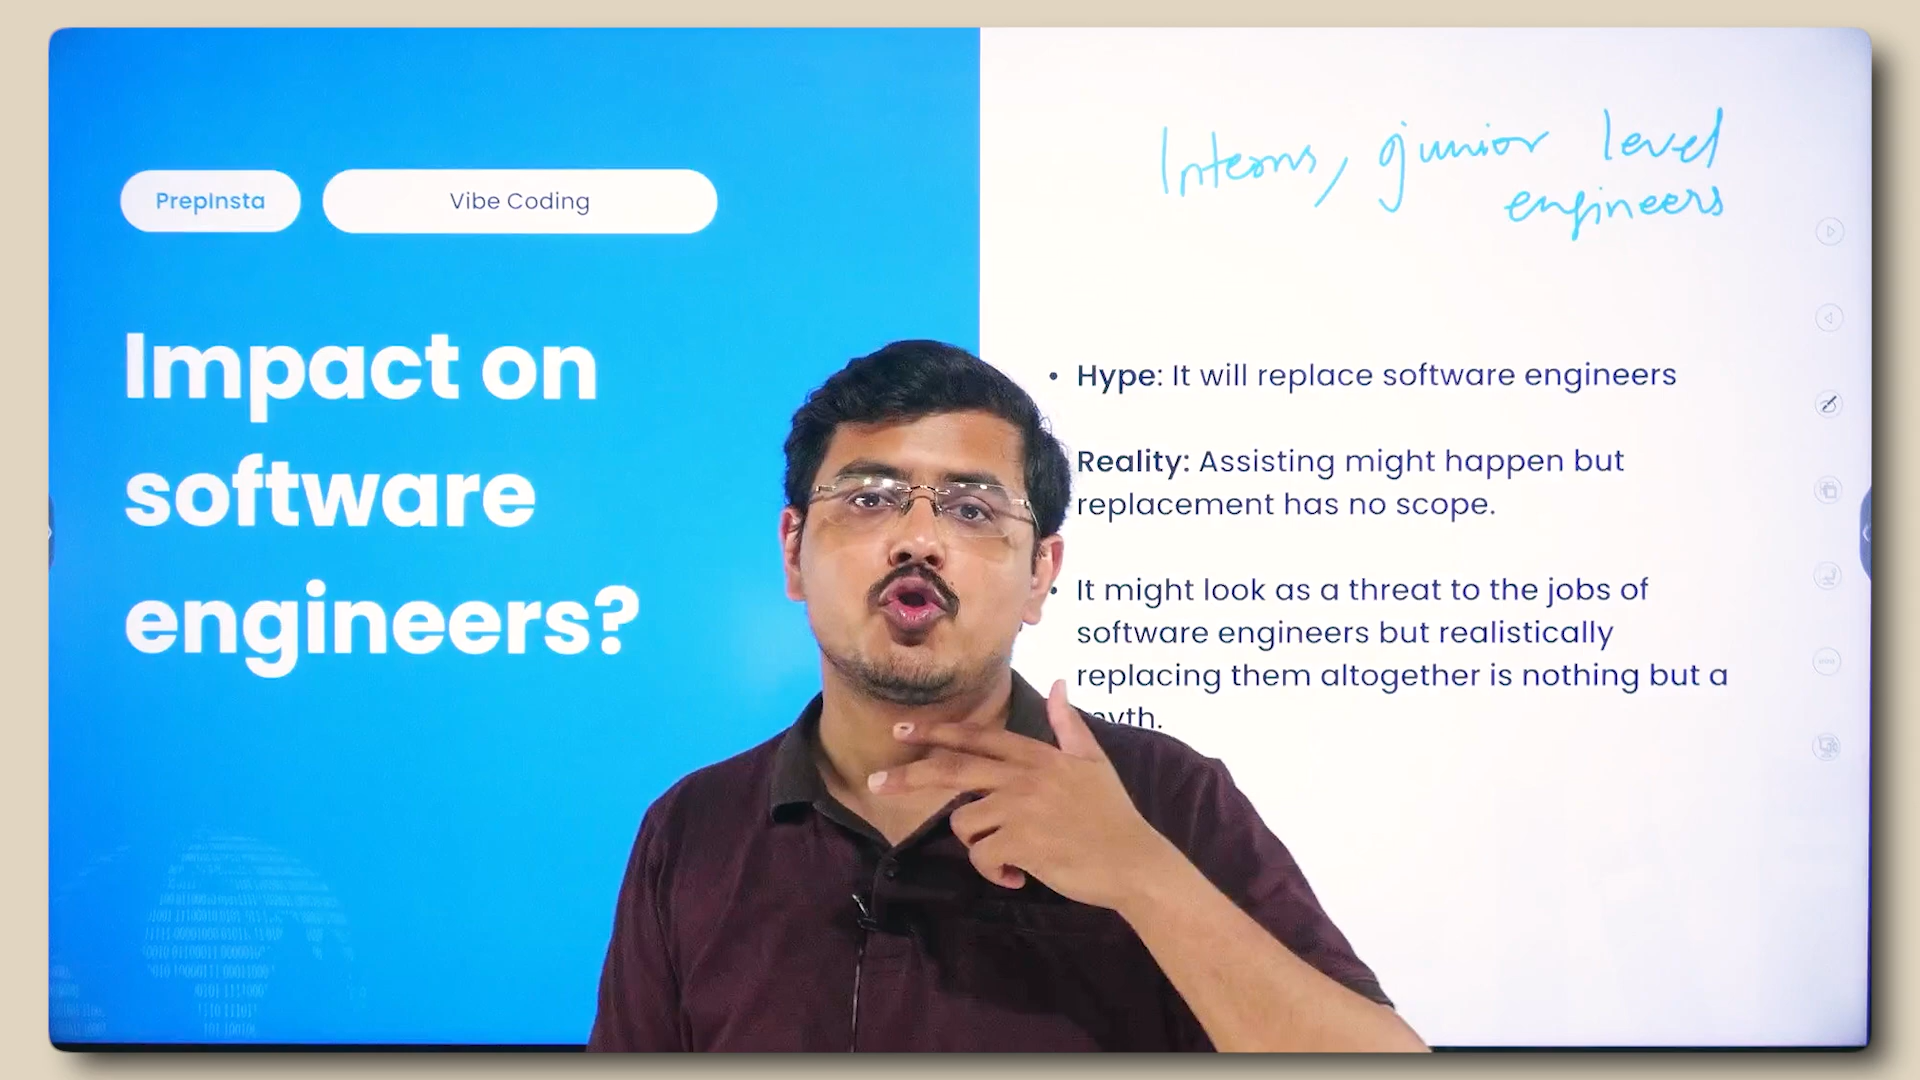 PrepInsta
Vibe Coding
Impact on
software
engineers?
Interns, junior level
engineers
• Hype: It will replace software engineers
Reality: Assisting might happen but
replacement has no scope.
• It might look as a threat to the jobs of
software engineers but realistically
replacing them altogether is nothing but a
myth.